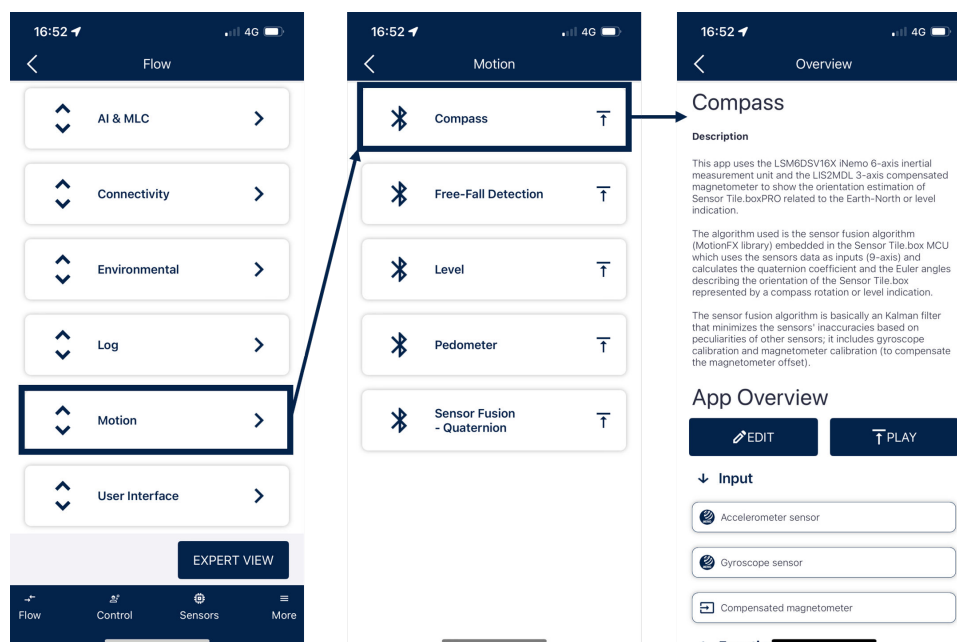 16:52
4G
Flow
AI & MLC
Connectivity
Environmental
Log
Motion
User Interface
EXPERT VIEW
Flow
Control
Sensors
More
16:52
4G
Motion
Compass
Free-Fall Detection
Level
Pedometer
Sensor Fusion
- Quaternion
16:52
4G
Overview
Compass
Description
This app uses the LSM6DSV16X iNemo 6-axis inertial
measurement unit and the LIS2MDL 3-axis compensated
magnetometer to show the orientation estimation of
Sensor Tile.boxPRO related to the Earth-North or level
indication.
The algorithm used is the sensor fusion algorithm
(MotionFX library) embedded in the Sensor Tile.box MCU
which uses the sensors data as inputs (9-axis) and
calculates the quaternion coefficient and the Euler angles
describing the orientation of the Sensor Tile.box
represented by a compass rotation or level indication.
The sensor fusion algorithm is basically an Kalman filter
that minimizes the sensors' inaccuracies based on
peculiarities of other sensors; it includes gyroscope
calibration and magnetometer calibration (to compensate
the magnetometer offset).
App Overview
EDIT
PLAY
Input
Accelerometer sensor
Gyroscope sensor
Compensated magnetometer